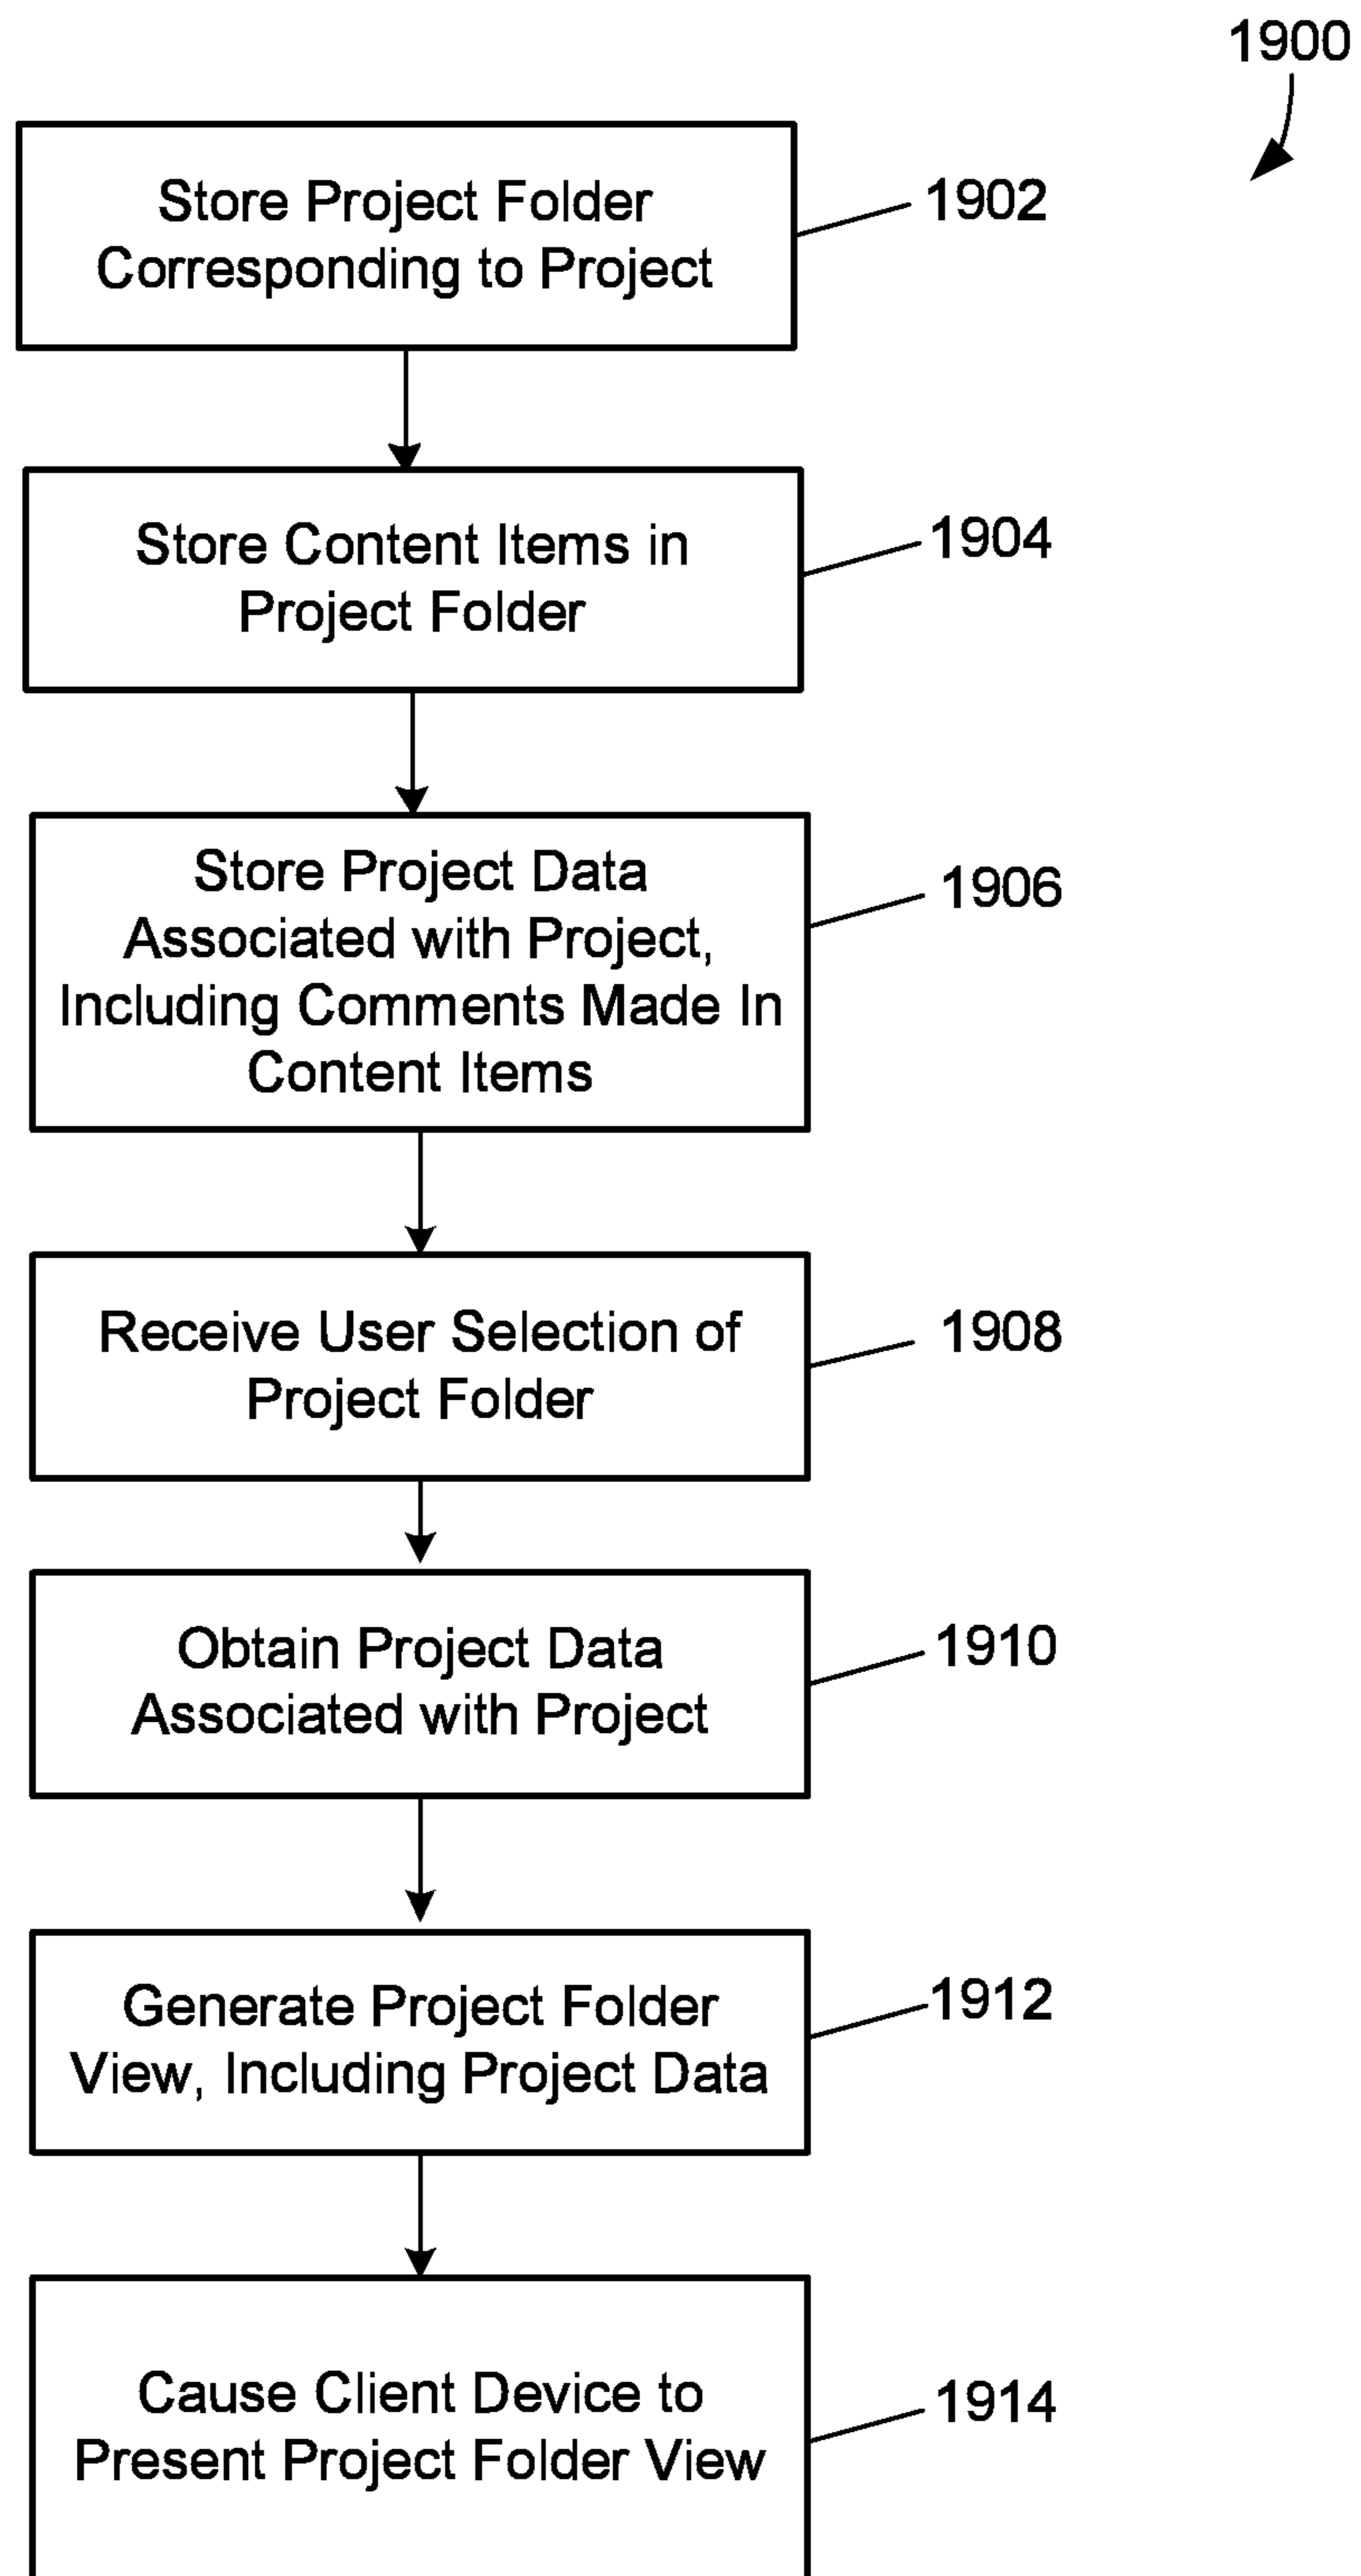 1900
Store Project Folder
Corresponding to Project
1902
Store Content Items in
Project Folder
1904
Store Project Data
Associated with Project,
Including Comments Made In
Content Items
1906
Receive User Selection of
Project Folder
1908
Obtain Project Data
Associated with Project
1910
Generate Project Folder
View, Including Project Data
1912
Cause Client Device to
Present Project Folder View
1914